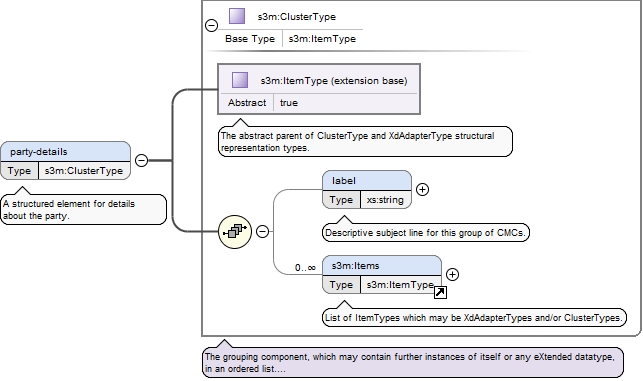 s3m:ClusterType
Base Type s3m:ItemType
s3m:ItemType (extension base)
Abstract true
The abstract parent of ClusterType and XdAdapterType structural
representation types.
party-details
Type s3m:ClusterType
A structured element for details
about the party.
label
Type xs:string
Descriptive subject line for this group of CMCs.
0..∞
s3m:Items
Type s3m:ItemType
List of ItemTypes which may be XdAdapterTypes and/or ClusterTypes.
The grouping component, which may contain further instances of itself or any eXtended datatype,
in an ordered list....